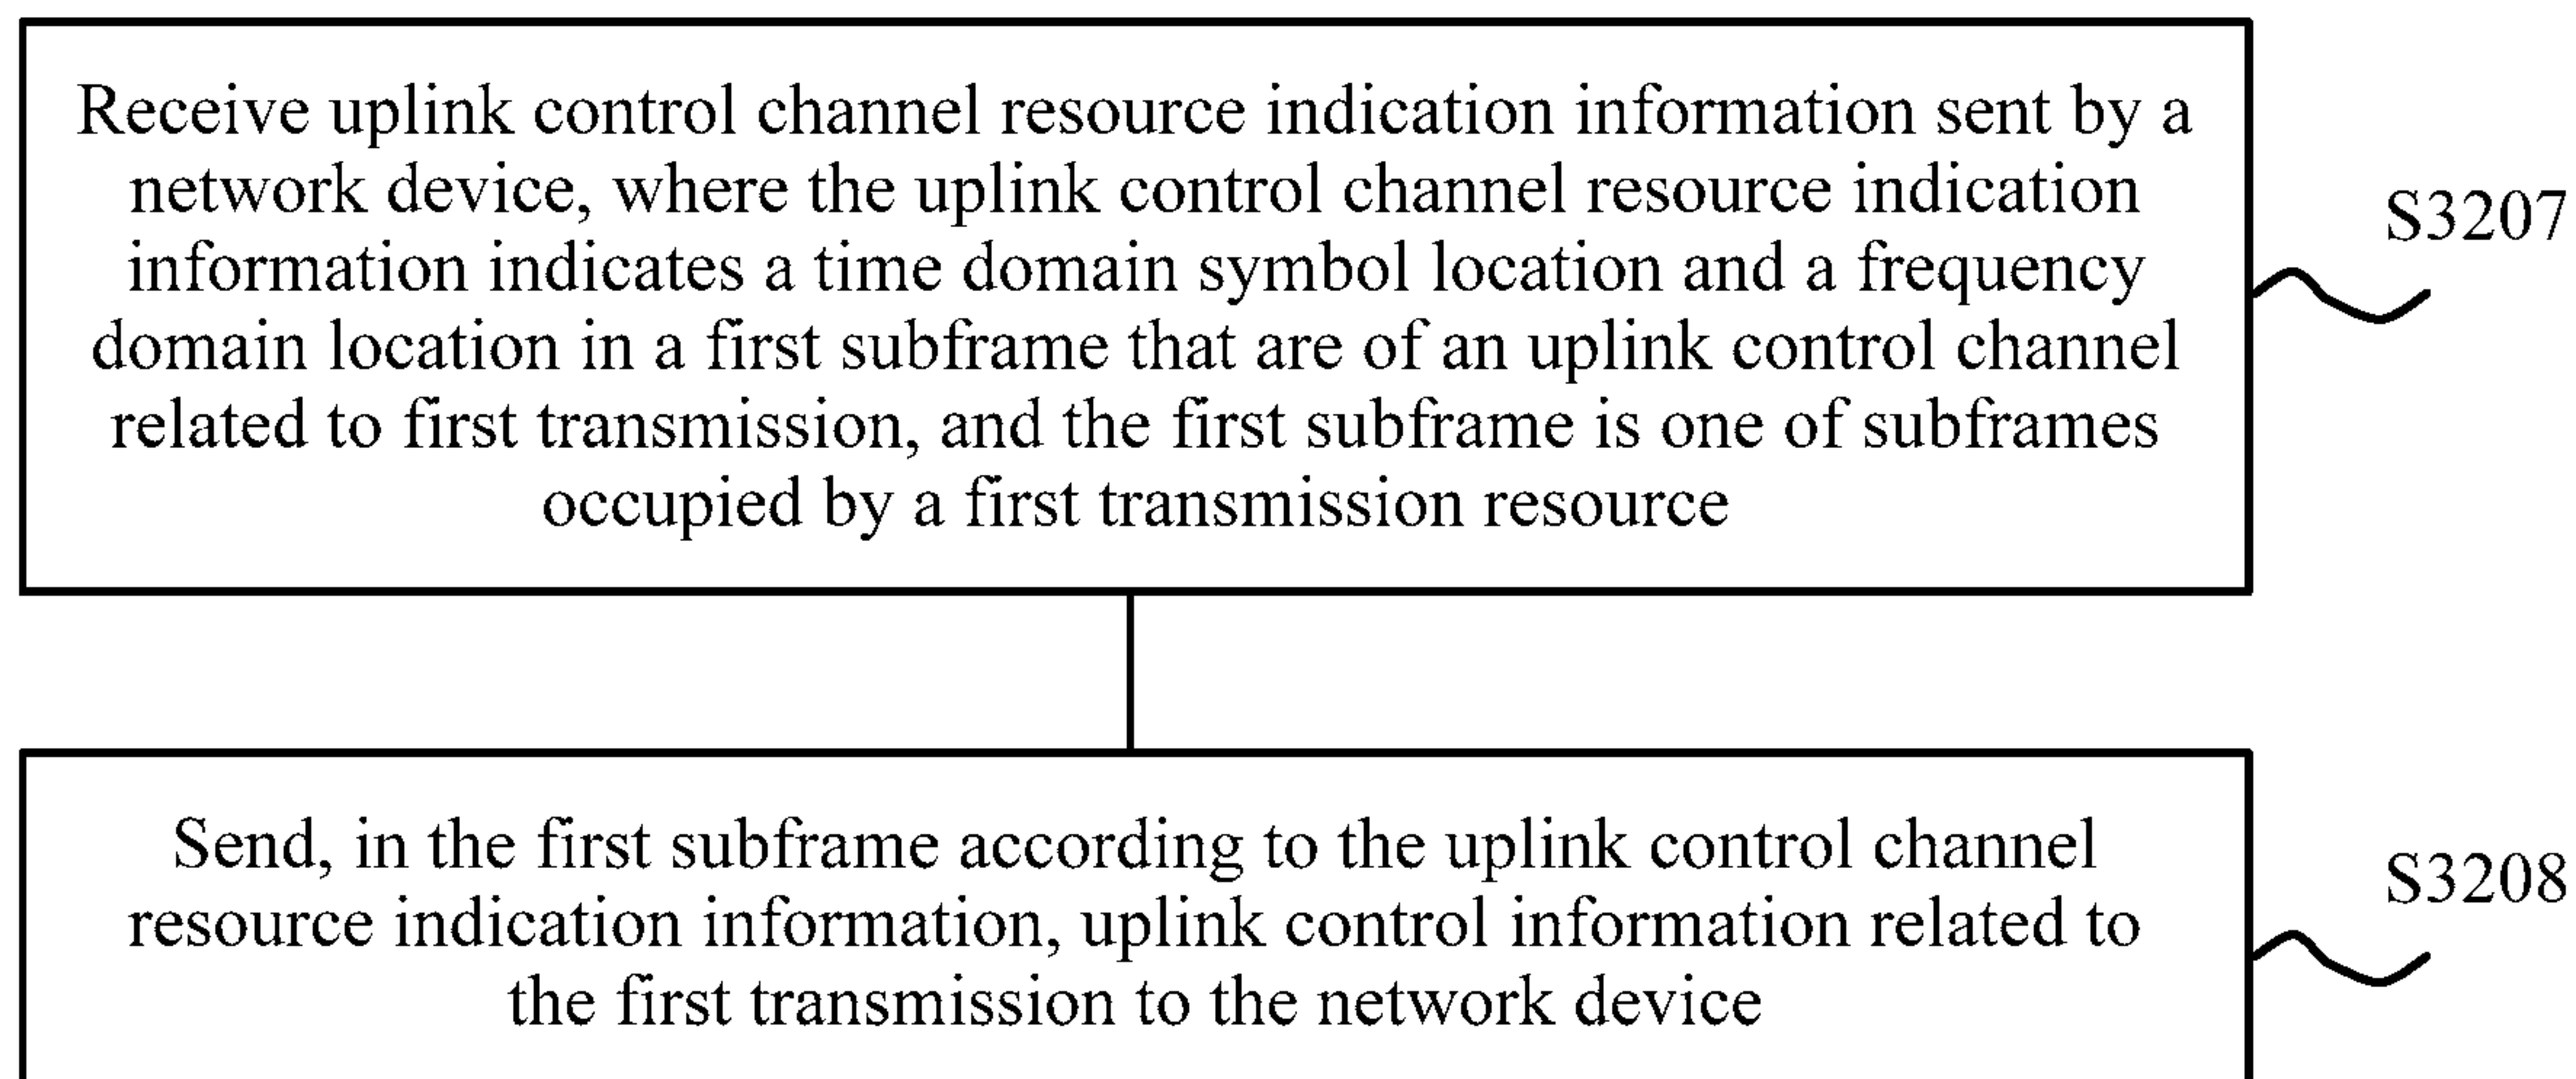 Receive uplink control channel resource indication information sent by a
network device, where the uplink control channel resource indication
information indicates a time domain symbol location and a frequency
domain location in a first subframe that are of an uplink control channel
related to first transmission, and the first subframe is one of subframes
occupied by a first transmission resource
S3207
Send, in the first subframe according to the uplink control channel
resource indication information, uplink control information related to
the first transmission to the network device
S3208